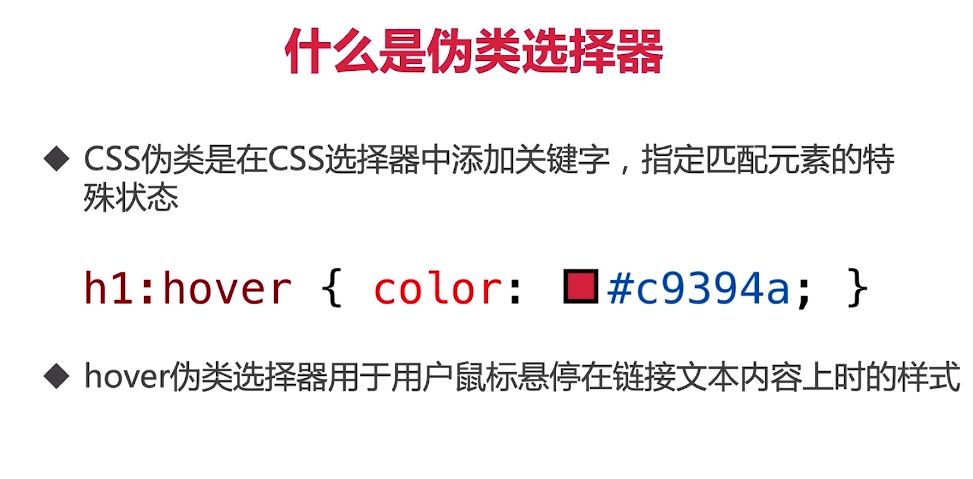 什么是伪类选择器
CSS伪类是在CSS选择器中添加关键字，指定匹配元素的特
殊状态
h1:hover { color: #c9394a; }
hover伪类选择器用于用户鼠标悬停在链接文本内容上时的样式